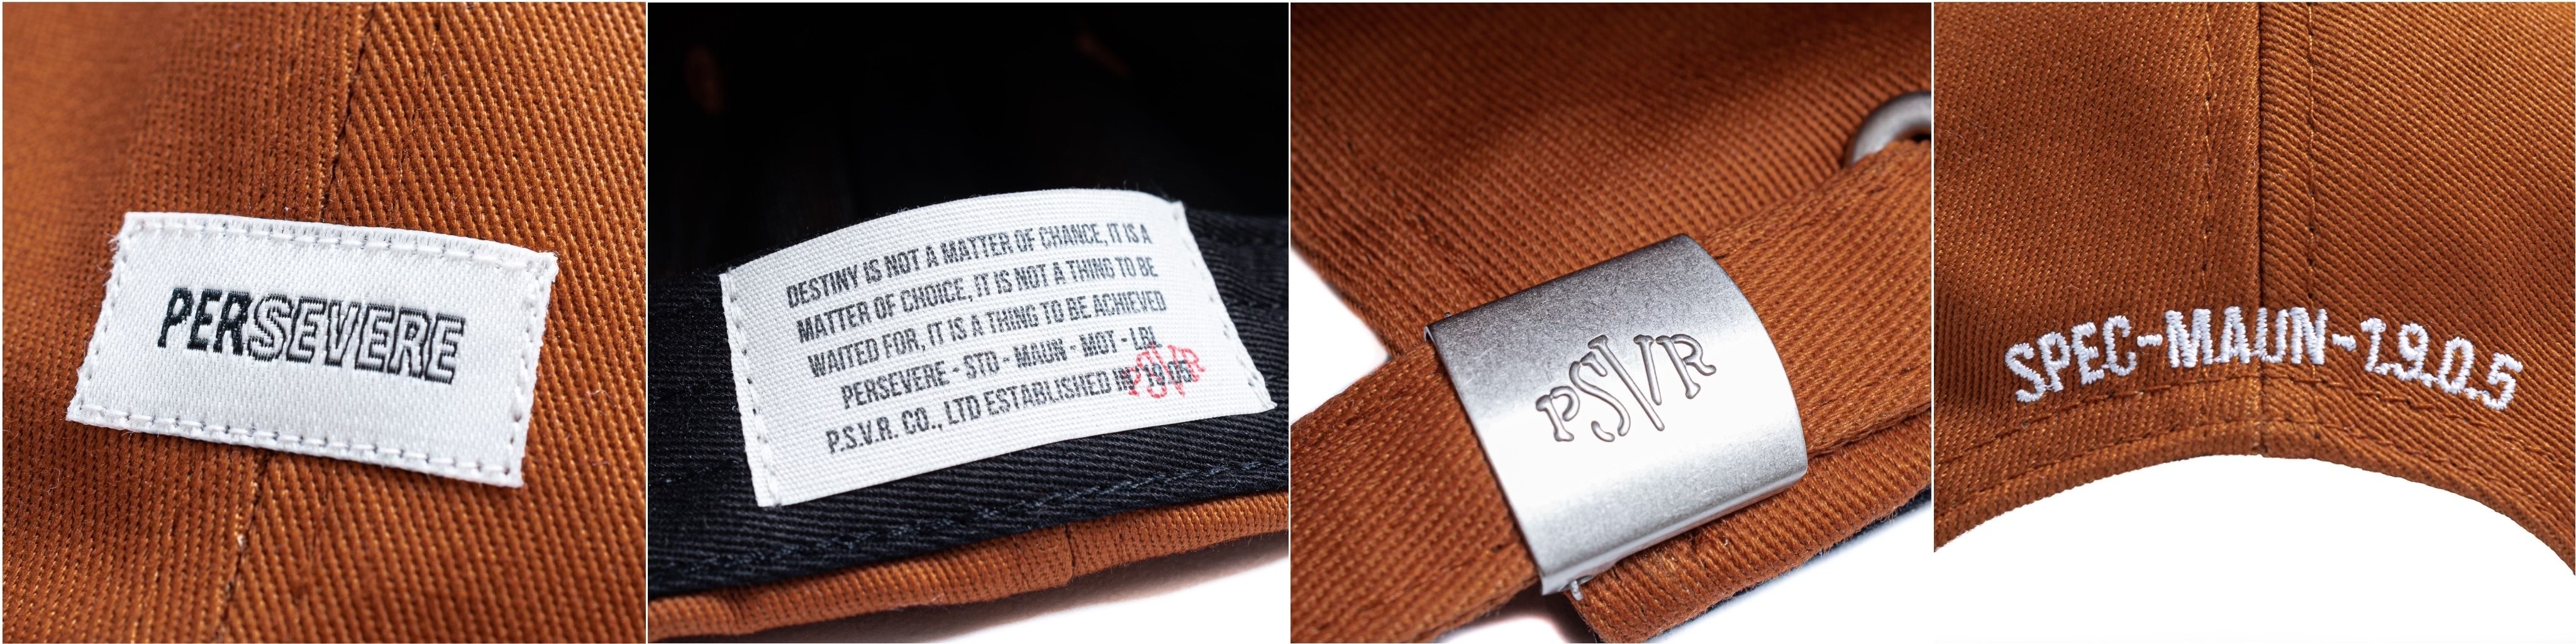 PERSEVERE
DESTINY IS NOT A MATTER OF CHANCE, IT IS A
MATTER OF CHOICE, IT IS NOT A THING TO BE
WAITED FOR, IT IS A THING TO BE ACHIEVED
PERSEVERE - STD - MAUN - MOT - LBL
P.S.V.R. CO., LTD ESTABLISHED IN 19.05
PSVR
PSVR
SPEC-MAUN-1.9.0.5